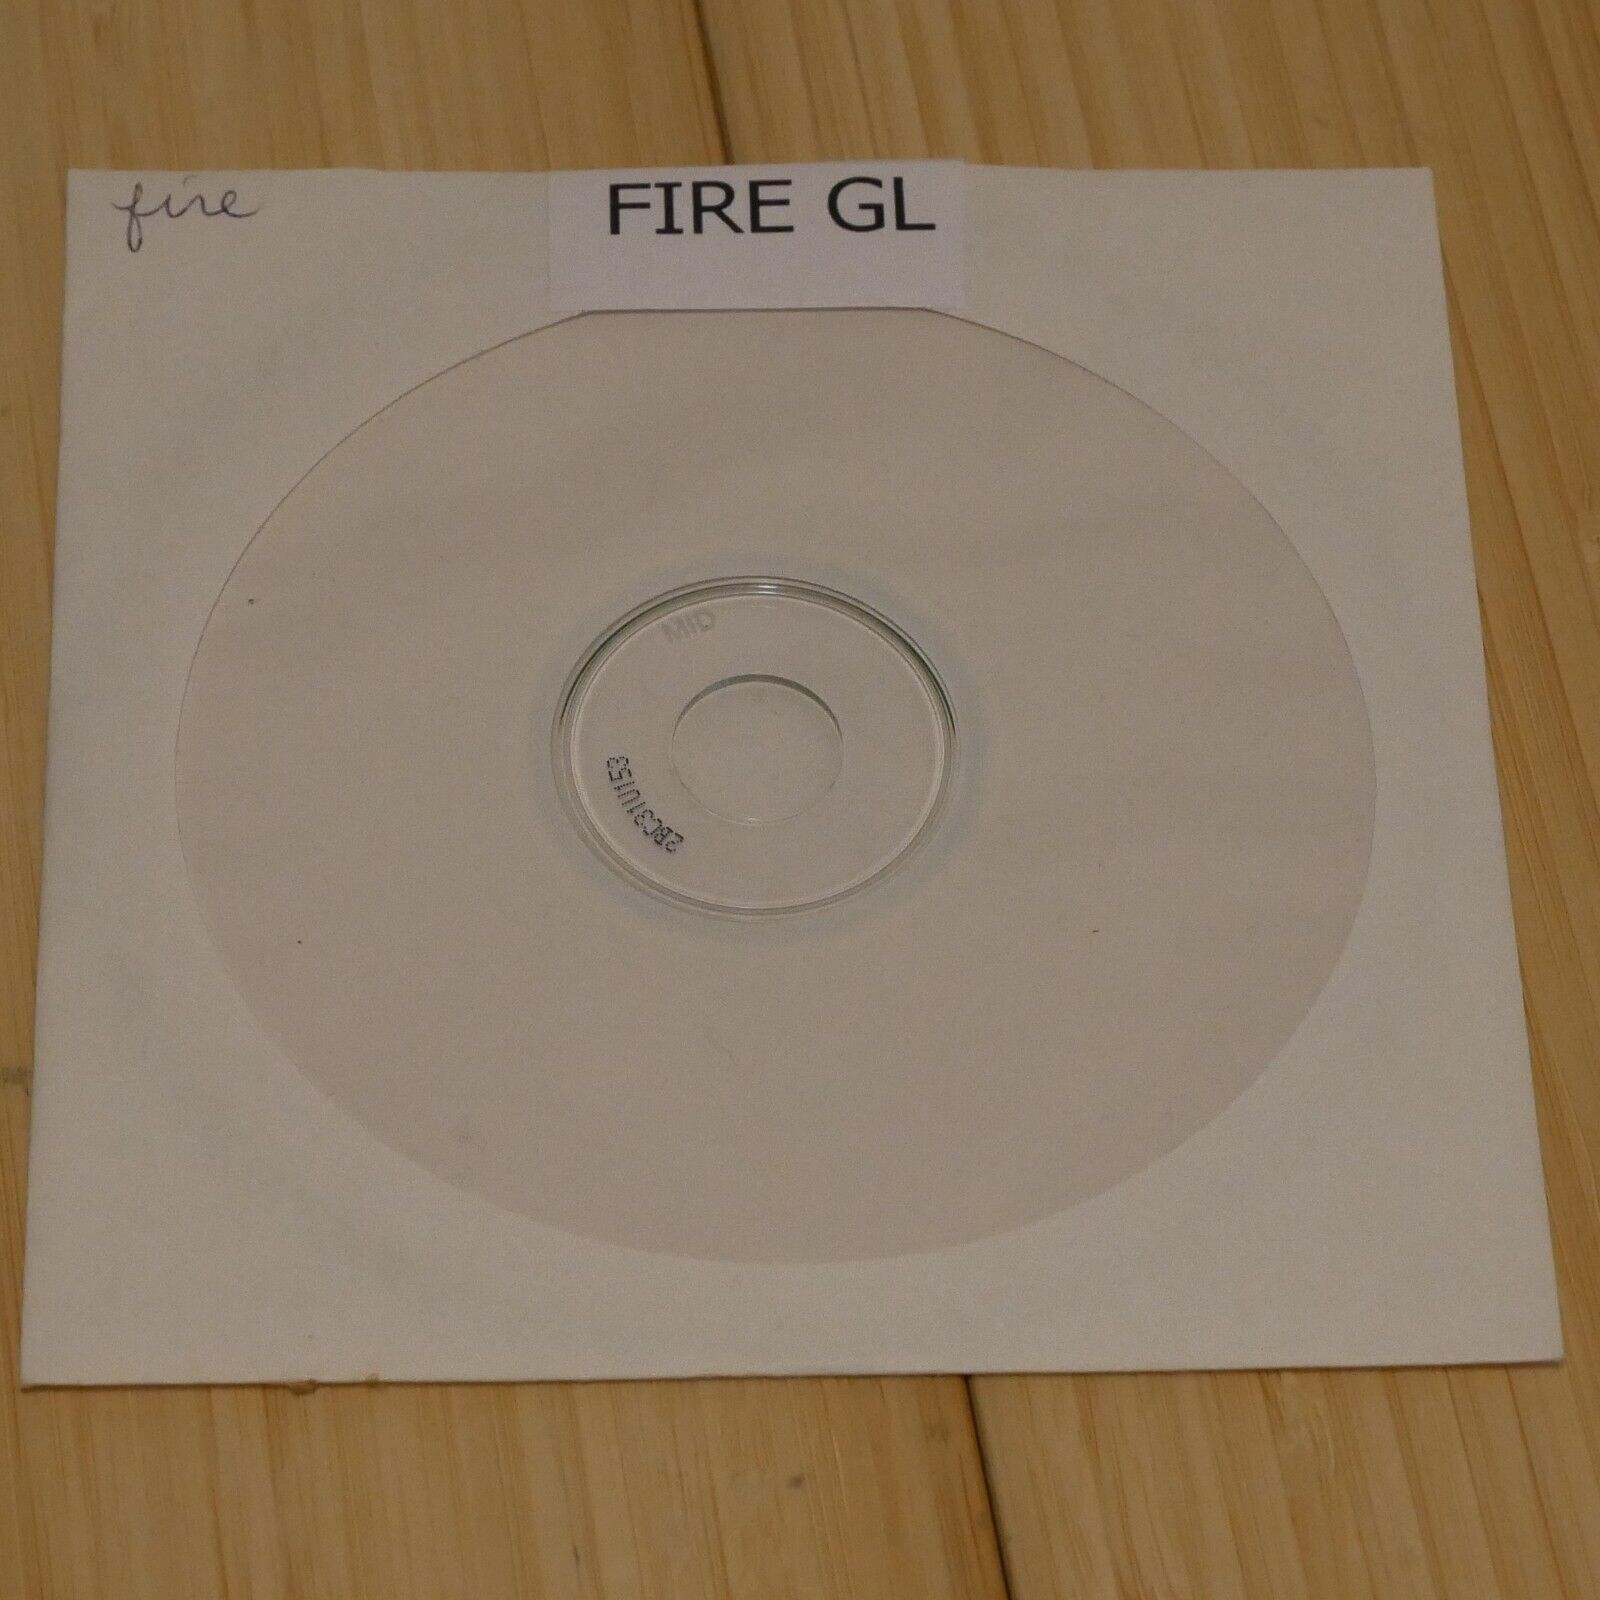 fire
FIRE GL
MID
2BC31U153